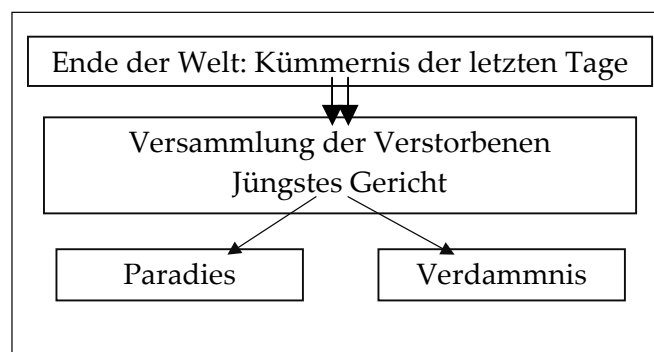 Ende der Welt: Kümmernis der letzten Tage
Versammlung der Verstorbenen
Jüngstes Gericht
Paradies
Verdammnis